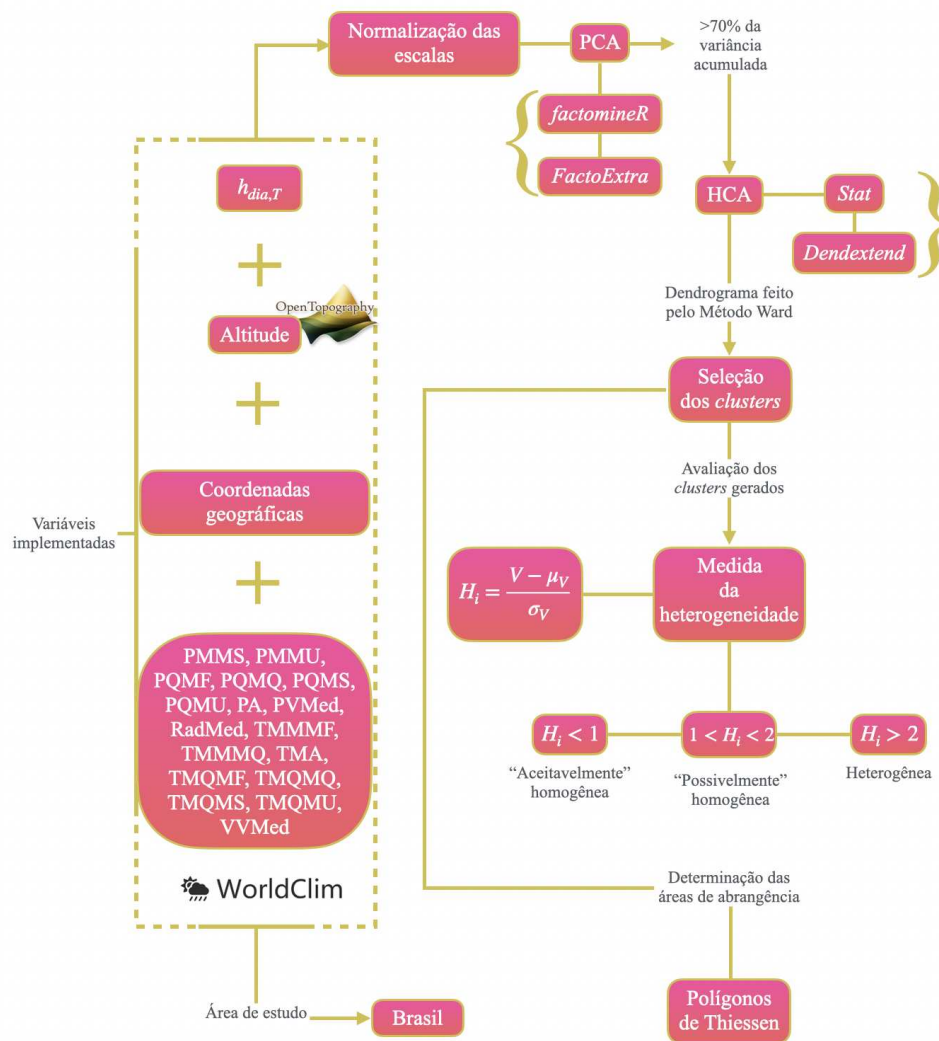 Normalização das
escalas
PCA
>70% da
variância
acumulada
factomineR
FactoExtra
HCA
Stat
Dendextend
Dendrograma feito
pelo Método Ward
Seleção
dos clusters
Avaliação dos
clusters gerados
Medida
da
heterogeneidade
H_i = \frac{V - μ_V}{σ_V}
H_i < 1
1 < H_i < 2
H_i > 2
“Aceitavelmente”
homogênea
“Possivelmente”
homogênea
Heterogênea
Determinação das
áreas de abrangência
Polígonos
de Thiessen
Variáveis
implementadas
h_{dia,T}
+
OpenTopography
Altitude
+
Coordenadas
geográficas
+
PMMS, PMMU,
PQMF, PQMQ, PQMS,
PQMU, PA, PVMed,
RadMed, TMMMF,
TMMMQ, TMA,
TMQMF, TMQMQ,
TMQMS, TMQMU,
VVMed
WorldClim
Área de estudo
Brasil